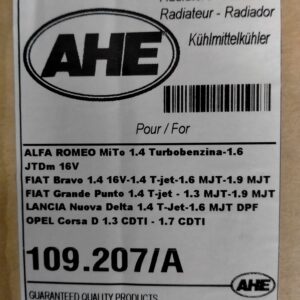 Radiateur - Radiador
Kühlmittelkühler
AHE
Pour / For
ALFA ROMEO MiTo 1.4 Turbobenzina-1.6
JTDm 16V
FIAT Bravo 1.4 16V-1.4 T-jet-1.6 MJT-1.9 MJT
FIAT Grande Punto 1.4 T-jet - 1.3 MJT-1.9 MJT
LANCIA Nuova Delta 1.4 T-Jet-1.6 MJT DPF
OPEL Corsa D 1.3 CDTI - 1.7 CDTI
109.207/A
AHE
GUARANTEED QUALITY PRODUCTS